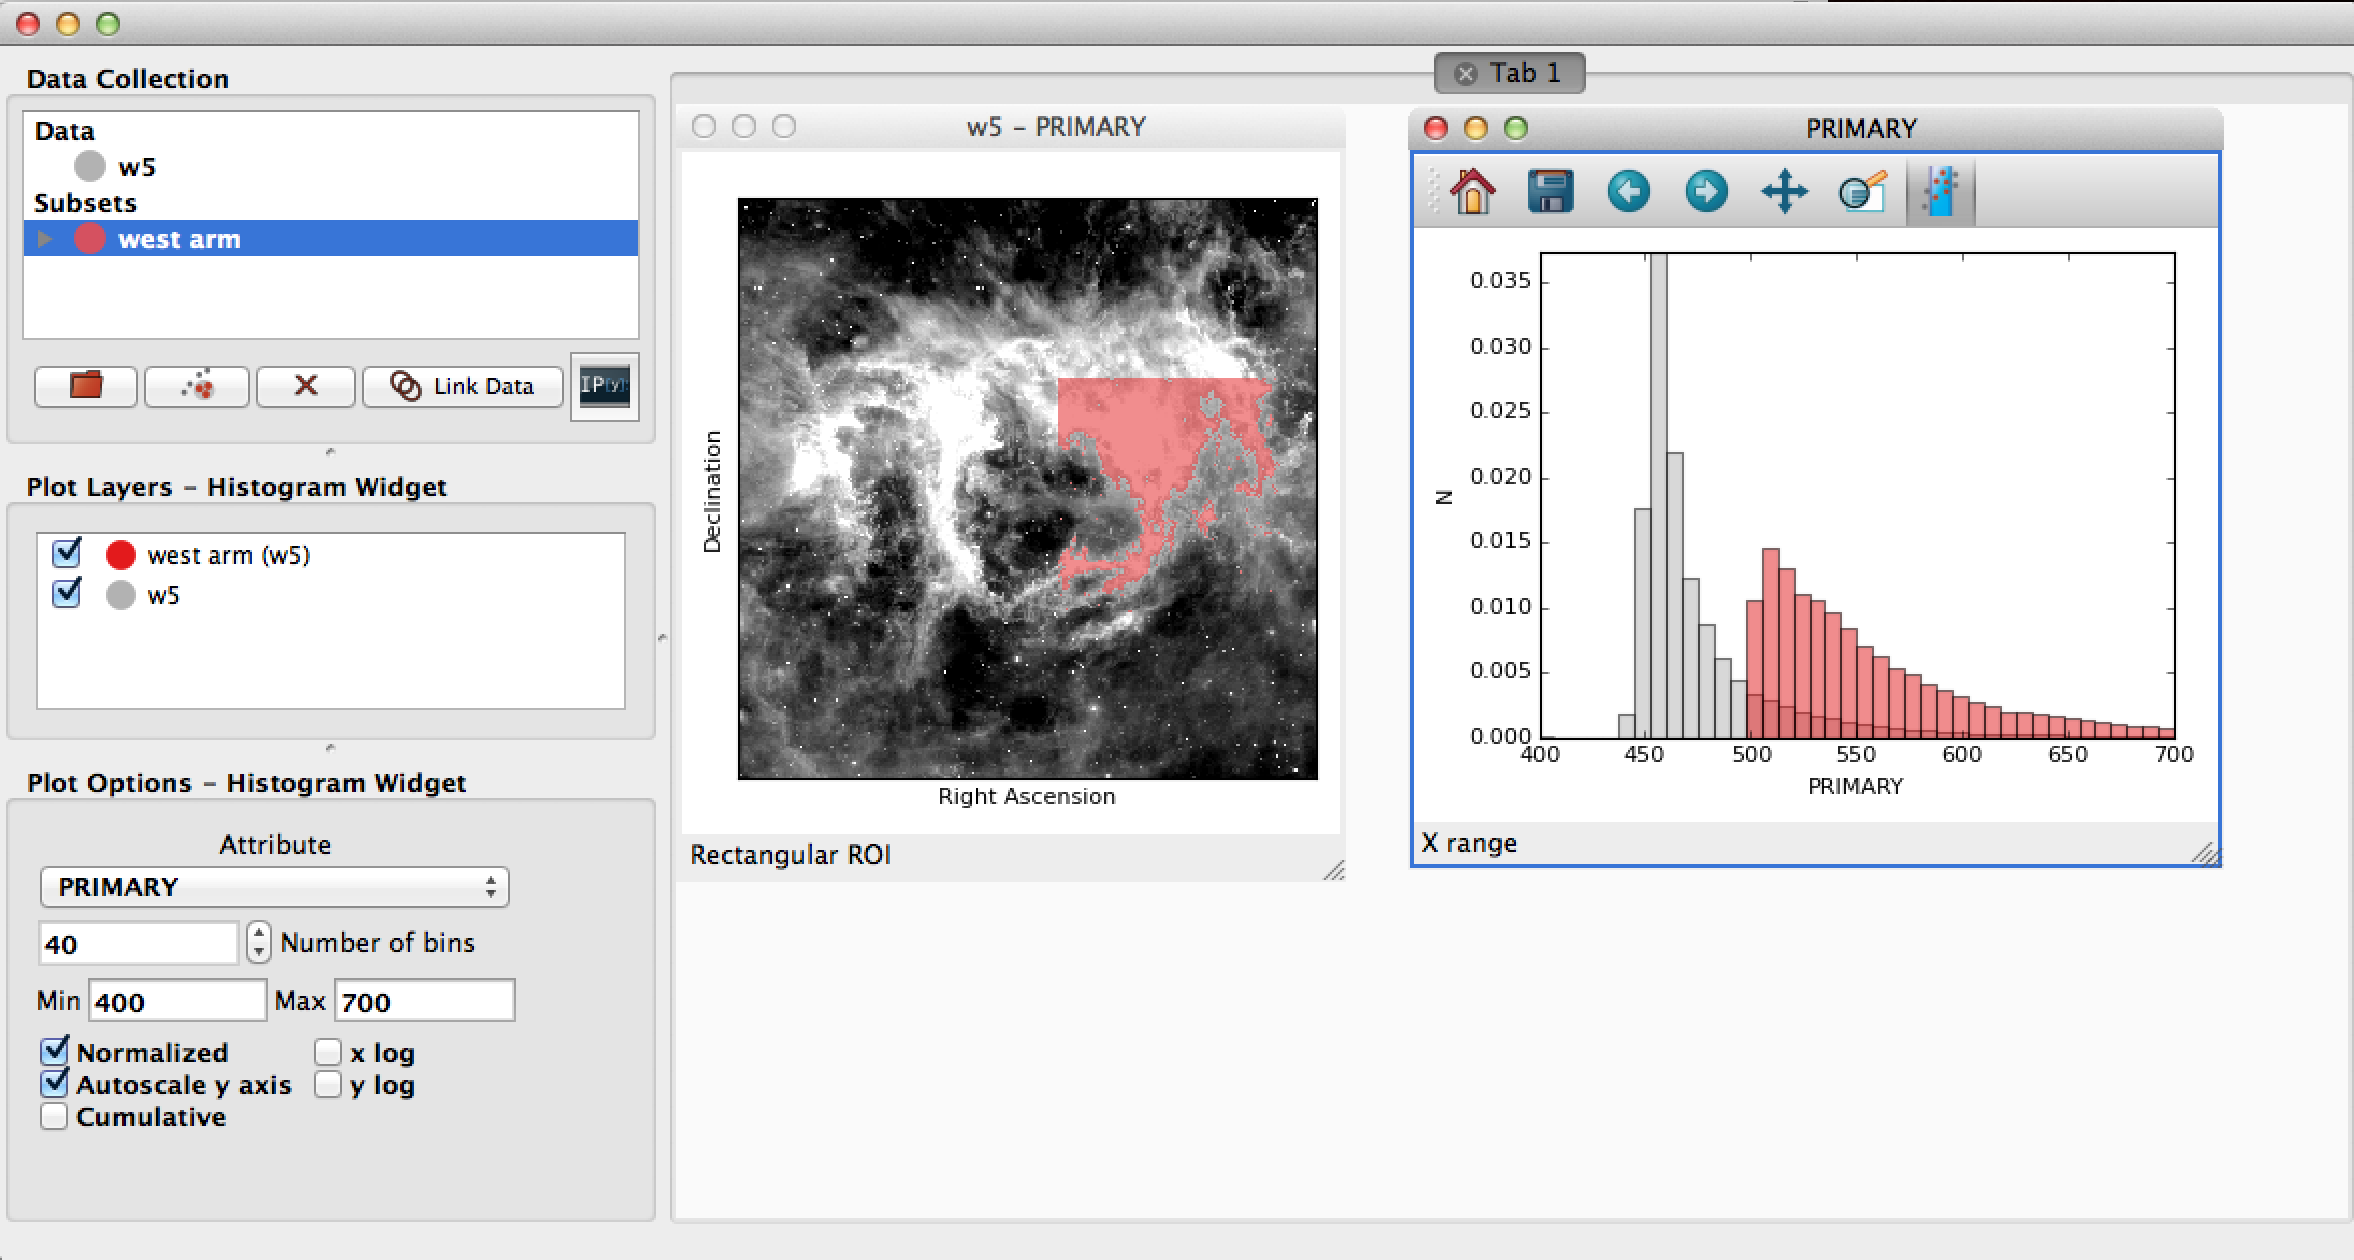 Data Collection
Data
w5
Subsets
west arm
Link Data
IP[y]:
Plot Layers – Histogram Widget
west arm (w5)
w5
Plot Options – Histogram Widget
Attribute
PRIMARY
40 Number of bins
Min 400 Max 700
Normalized x log
Autoscale y axis y log
Cumulative
Tab 1
w5 – PRIMARY
Declination
Right Ascension
Rectangular ROI
PRIMARY
0.035
0.030
0.025
0.020
0.015
0.010
0.005
0.000
N
400 450 500 550 600 650 700
PRIMARY
X range